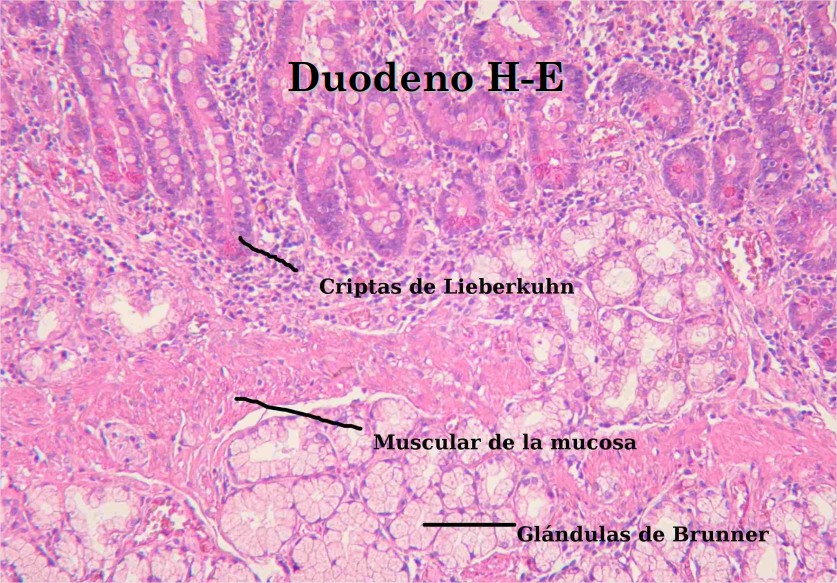 Duodeno H-E
Criptas de Lieberkuhn
Muscular de la mucosa
Glándulas de Brunner